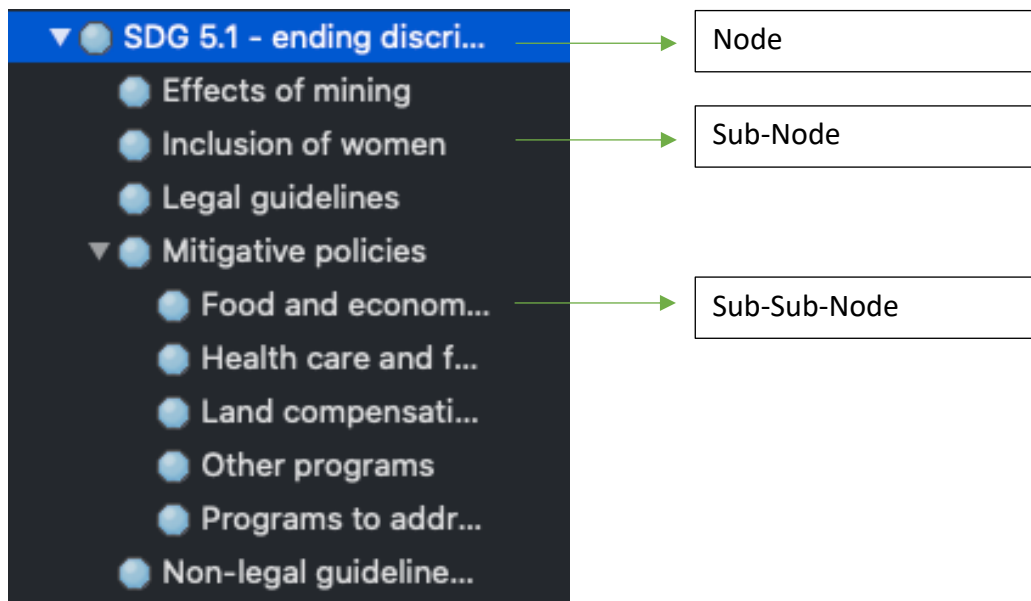 SDG 5.1 - ending discri...
Node
Effects of mining
Inclusion of women
Sub-Node
Legal guidelines
Mitigative policies
Food and econom...
Sub-Sub-Node
Health care and f...
Land compensati...
Other programs
Programs to addr...
Non-legal guideline...